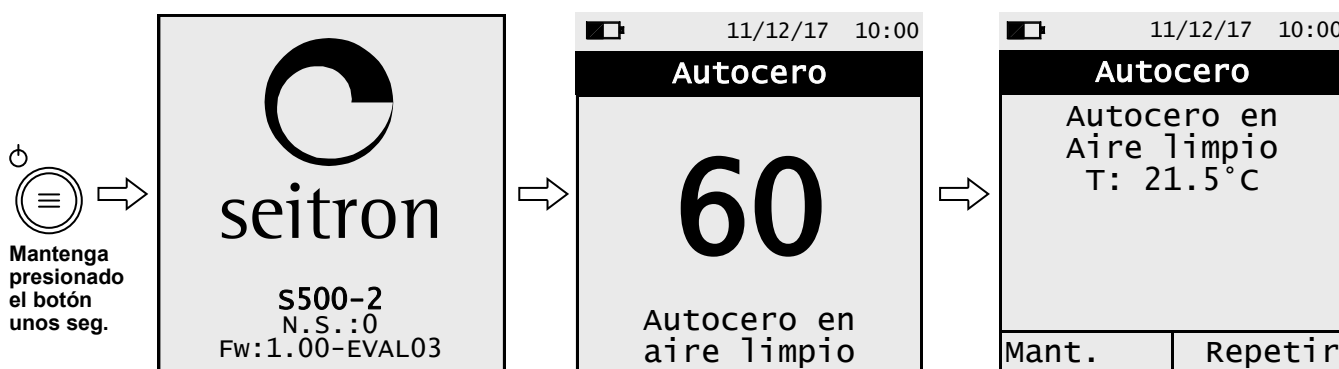 Mantenga
presionado
el botón
unos seg.
seitron
S500-2
N.S.:0
Fw:1.00-EVAL03
11/12/17 10:00
Autocero
60
Autocero en
aire limpio
11/12/17 10:00
Autocero
Autocero en
Aire limpio
T: 21.5°C
Mant. Repetir